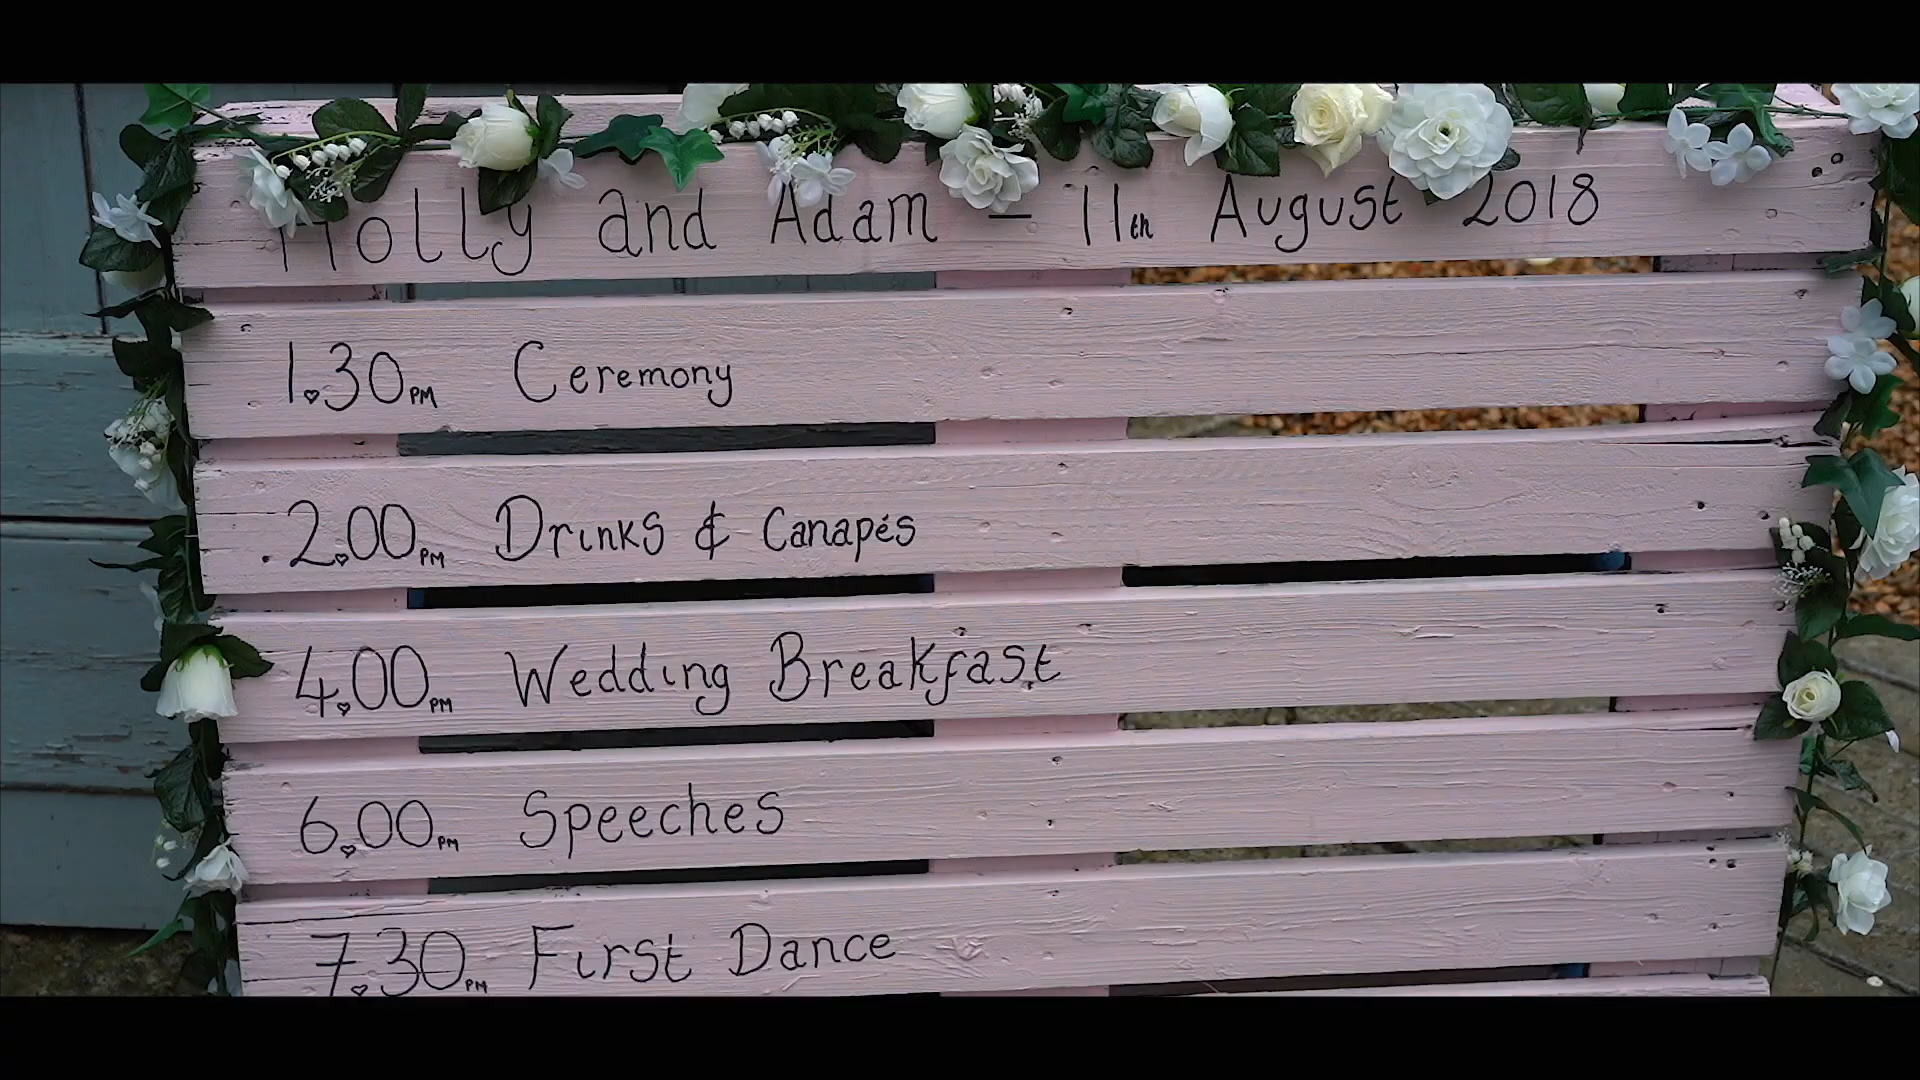 Holly and Adam - 11th August 2018
1.30PM Ceremony
2.00PM Drinks & Canapés
4.00PM Wedding Breakfast
6.00PM Speeches
7.30PM First Dance